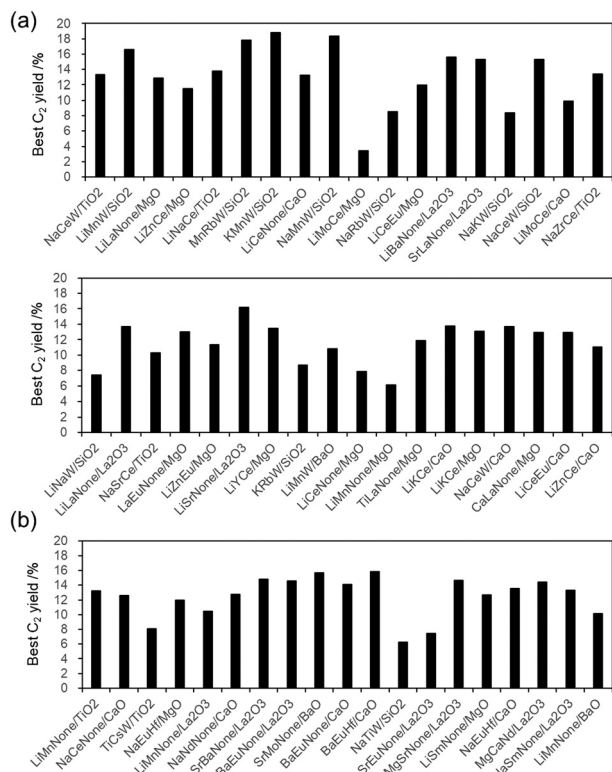 (a)
Best C2 yield /%
20
18
16
14
12
10
8
6
4
2
0
NaCeW/TiO2
LiMnW/SiO2
LiLaNone/MgO
LiZrCe/MgO
LiNaCe/TiO2
MnRbW/SiO2
KMnW/SiO2
LiCeNone/CaO
NaMnW/SiO2
LiMoCe/MgO
NaRbW/SiO2
LiCeEu/MgO
LiBaNone/La2O3
SrLaNone/La2O3
NaKW/SiO2
NaCeW/SiO2
LiMoCe/CaO
NaZrCe/TiO2
Best C2 yield /%
20
18
16
14
12
10
8
6
4
2
0
LiNaW/SiO2
LiLaNone/La2O3
NaSrCe/TiO2
LaEuNone/MgO
LiZnEu/MgO
LiSrNone/La2O3
LiYCe/MgO
KRbW/SiO2
LiMnW/BaO
LiCeNone/MgO
LiMnNone/MgO
TiLaNone/MgO
LiKCe/CaO
LiKCe/MgO
NaCeW/CaO
CaLaNone/MgO
LiCeEu/CaO
LiZnCe/CaO
(b)
Best C2 yield /%
20
18
16
14
12
10
8
6
4
2
0
LiMnNone/TiO2
NaCeNone/CaO
TiCsW/TiO2
NaEuHf/MgO
LiMnNone/La2O3
NaNdNone/CaO
SrBaNone/La2O3
BaEuNone/La2O3
SrMoNone/BaO
BaEuNone/CaO
BaEuHf/CaO
NaTiW/SiO2
SrEuNone/La2O3
MgSrNone/La2O3
LiSmNone/MgO
NaEuHf/CaO
MgCaNd/La2O3
LiMnNone/BaO